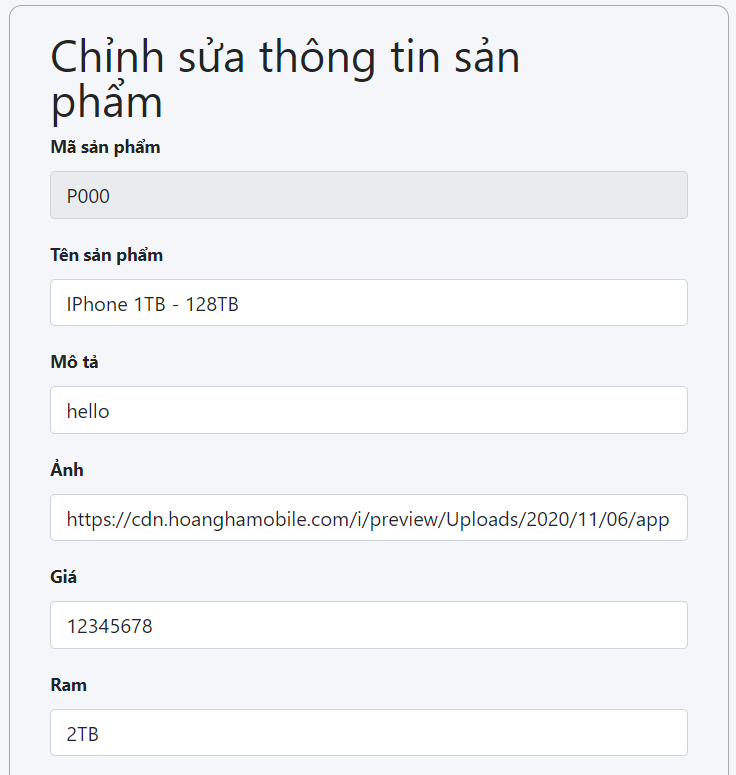 Chỉnh sửa thông tin sản
phẩm
Mã sản phẩm
P000
Tên sản phẩm
IPhone 1TB - 128TB
Mô tả
hello
Ảnh
https://cdn.hoanghamobile.com/i/preview/Uploads/2020/11/06/app
Giá
12345678
Ram
2TB